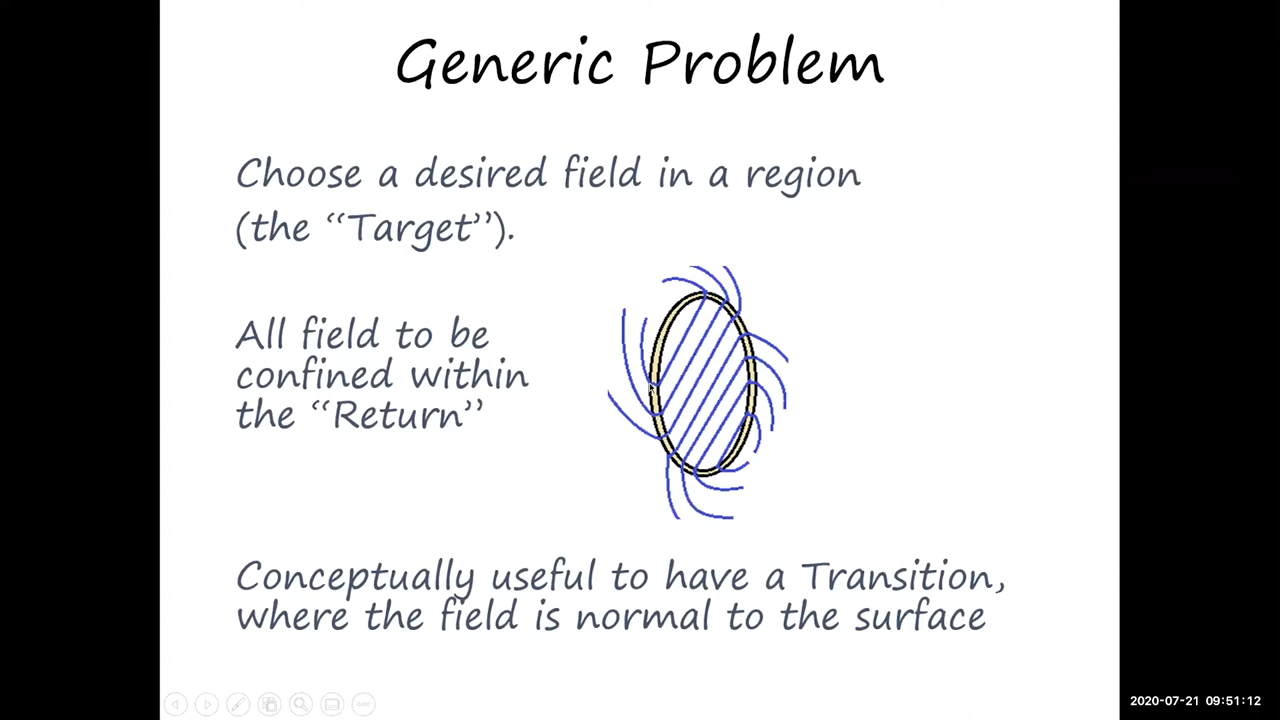 Generic Problem
Choose a desired field in a region
(the “Target”).
All field to be
confined within
the “Return”
Conceptually useful to have a Transition,
where the field is normal to the surface
2020-07-21 09:51:12